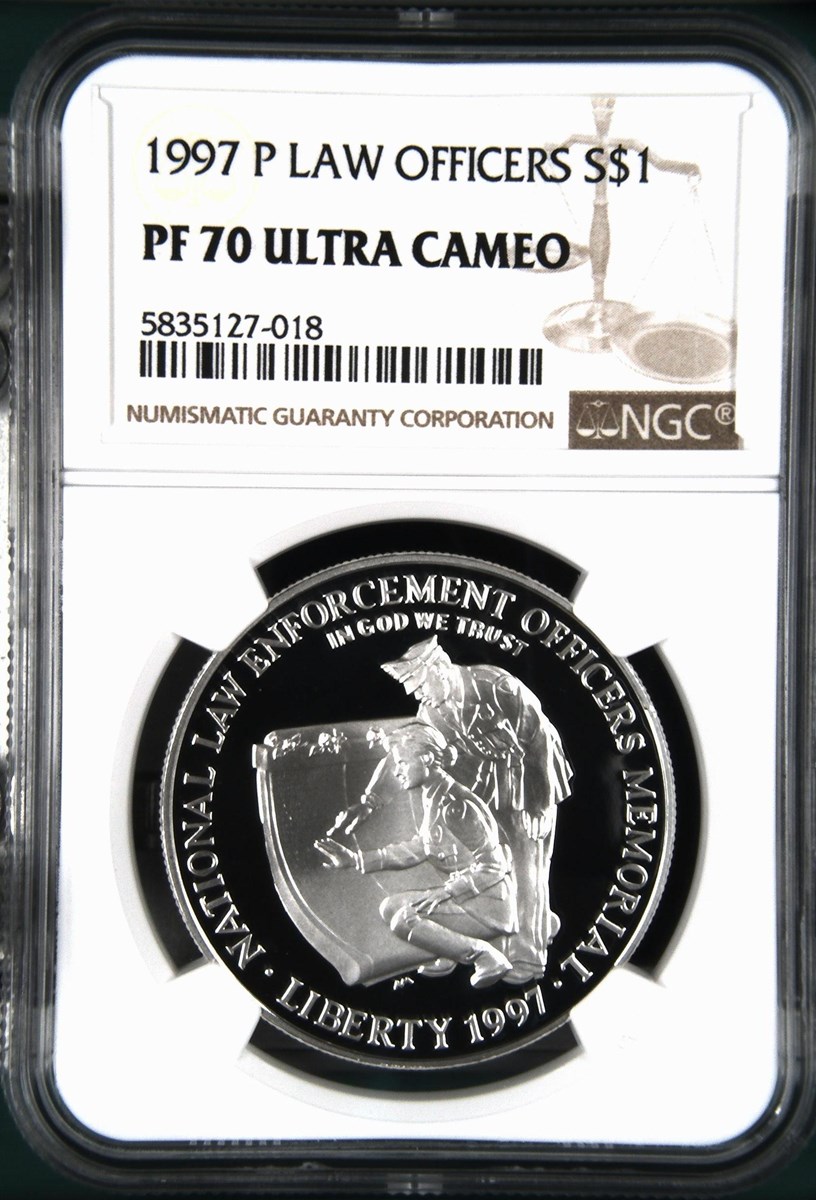 1997 P LAW OFFICERS S$1
PF 70 ULTRA CAMEO
5835127-018
NUMISMATIC GUARANTY CORPORATION
NGC®
NATIONAL LAW ENFORCEMENT OFFICERS MEMORIAL
IN GOD WE TRUST
· LIBERTY 1997 ·